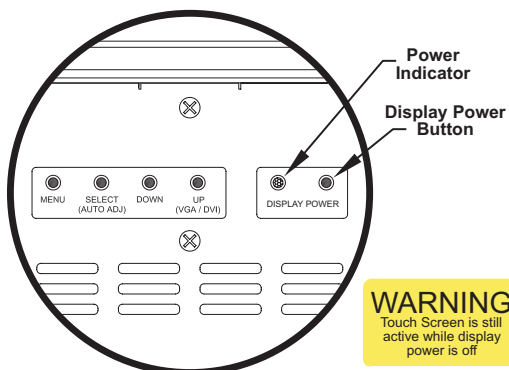 Power
Indicator
Display Power
Button
MENU
SELECT
(AUTO ADJ)
DOWN
UP
(VGA / DVI)
DISPLAY POWER
WARNING
Touch Screen is still
active while display
power is off